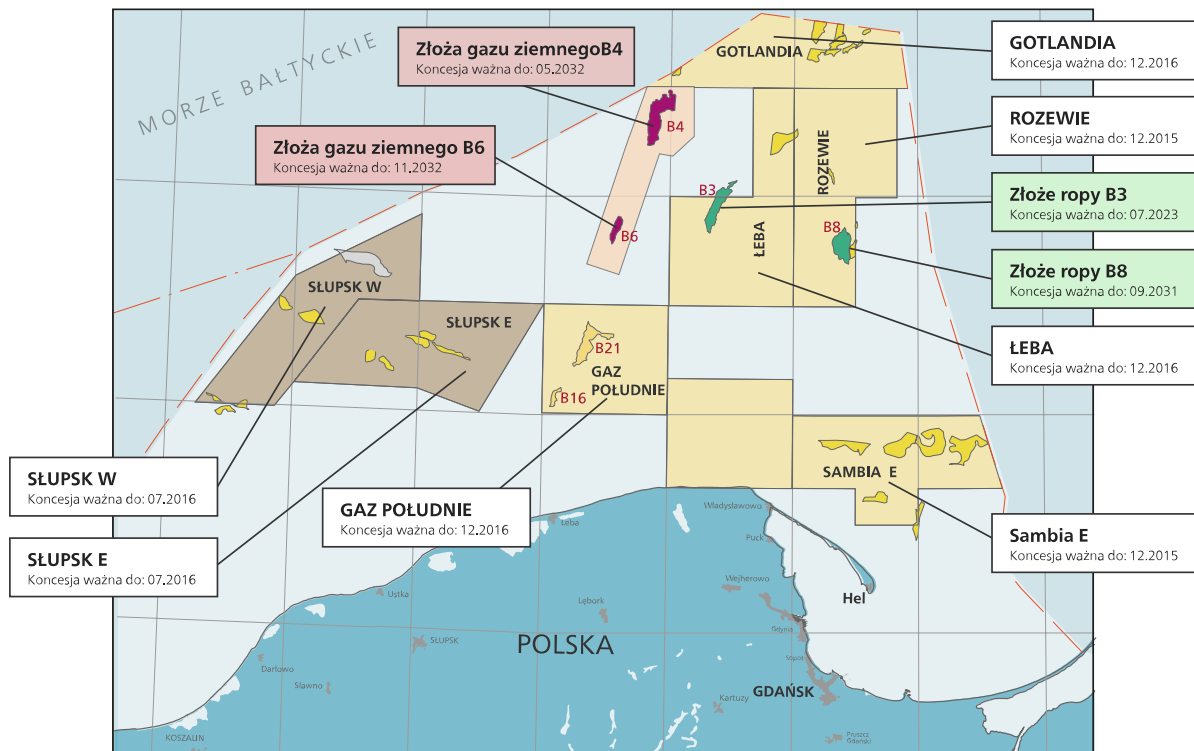 MORZE BAŁTYCKIE
Złoża gazu ziemnegoB4
Koncesja ważna do: 05.2032
Złoża gazu ziemnego B6
Koncesja ważna do: 11.2032
GOTLANDIA
GOTLANDIA
Koncesja ważna do: 12.2016
ROZEWIE
Koncesja ważna do: 12.2015
Złoże ropy B3
Koncesja ważna do: 07.2023
Złoże ropy B8
Koncesja ważna do: 09.2031
ŁEBA
Koncesja ważna do: 12.2016
B4
B6
B3
B8
ROZEWIE
ŁEBA
SŁUPSK W
SŁUPSK E
B21
GAZ
POŁUDNIE
B16
SAMBIA E
SŁUPSK W
Koncesja ważna do: 07.2016
SŁUPSK E
Koncesja ważna do: 07.2016
GAZ POŁUDNIE
Koncesja ważna do: 12.2016
Sambia E
Koncesja ważna do: 12.2015
Łeba
Władysławowo
Puck
Wejherowo
Hel
Ustka
Lębork
Gdynia
SŁUPSK
POLSKA
Sopot
Darłowo
Sławno
GDAŃSK
Kartuzy
KOSZALIN
Pruszcz
Gdański